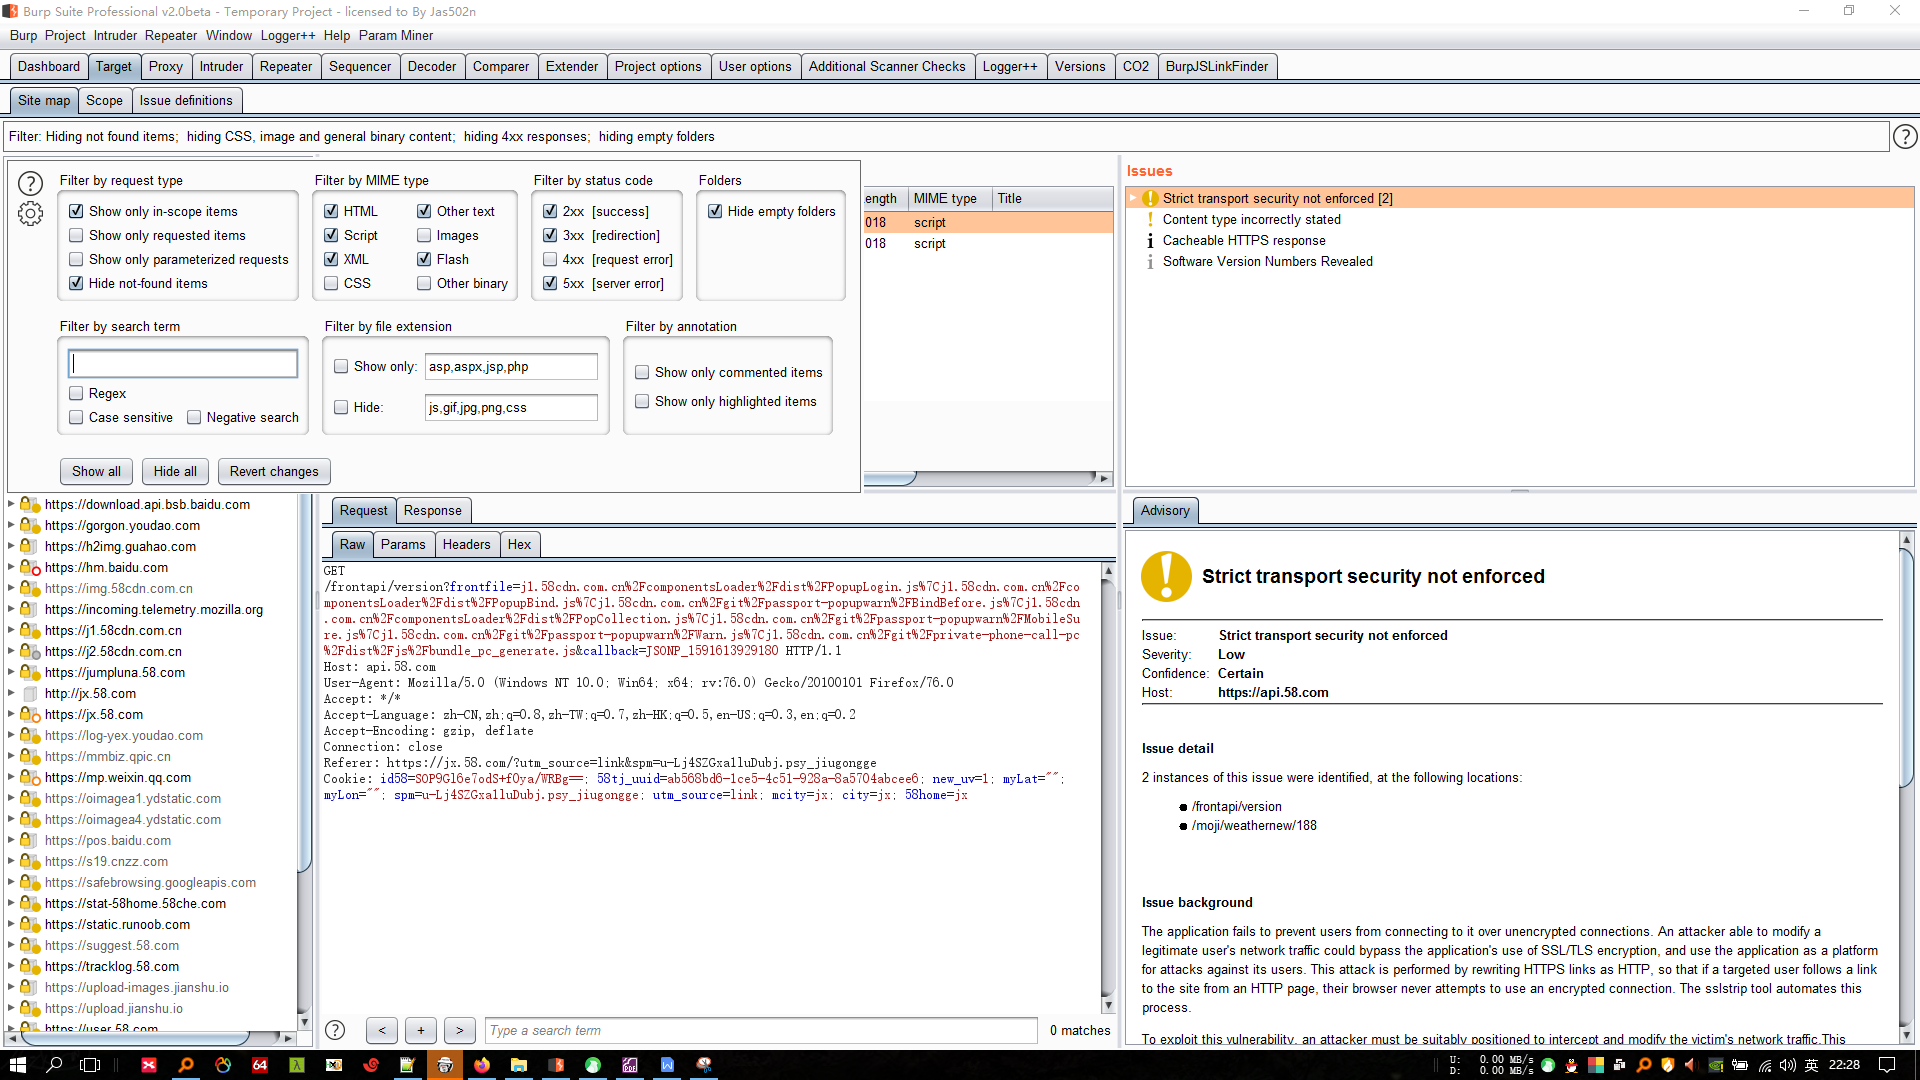 Burp Suite Professional v2.0beta - Temporary Project - licensed to By Jas502n
Burp Project Intruder Repeater Window Logger++ Help Param Miner
Dashboard Target Proxy Intruder Repeater Sequencer Decoder Comparer Extender Project options User options Additional Scanner Checks Logger++ Versions CO2 BurpJSLinkFinder
Site map Scope Issue definitions
Filter: Hiding not found items; hiding CSS, image and general binary content; hiding 4xx responses; hiding empty folders
Filter by request type
Show only in-scope items
Show only requested items
Show only parameterized requests
Hide not-found items
Filter by MIME type
HTML Other text
Script Images
XML Flash
CSS Other binary
Filter by status code
2xx [success]
3xx [redirection]
4xx [request error]
5xx [server error]
Folders
Hide empty folders
Filter by search term
Regex
Case sensitive Negative search
Filter by file extension
Show only: asp,aspx,jsp,php
Hide: js,gif,jpg,png,css
Filter by annotation
Show only commented items
Show only highlighted items
Show all Hide all Revert changes
ength MIME type Title
018 script
018 script
Issues
Strict transport security not enforced [2]
Content type incorrectly stated
Cacheable HTTPS response
Software Version Numbers Revealed
https://download.api.bsb.baidu.com
https://gorgon.youdao.com
https://h2img.guahao.com
https://hm.baidu.com
https://img.58cdn.com.cn
https://incoming.telemetry.mozilla.org
https://j1.58cdn.com.cn
https://j2.58cdn.com.cn
https://jumpluna.58.com
http://jx.58.com
https://jx.58.com
https://log-yex.youdao.com
https://mmbiz.qpic.cn
https://mp.weixin.qq.com
https://oimagea1.ydstatic.com
https://oimagea4.ydstatic.com
https://pos.baidu.com
https://s19.cnzz.com
https://safebrowsing.googleapis.com
https://stat-58home.58che.com
https://static.runoob.com
https://suggest.58.com
https://tracklog.58.com
https://upload-images.jianshu.io
https://upload.jianshu.io
https://user.58.com
Request Response
Raw Params Headers Hex
GET
/frontapi/version?frontfile=j1.58cdn.com.cn%2FcomponentsLoader%2Fdist%2FPopupLogin.js%7Cj1.58cdn.com.cn%2Fco
mponentsLoader%2Fdist%2FPopupBind.js%7Cj1.58cdn.com.cn%2Fgit%2Fpassport-popupwarn%2FBindBefore.js%7Cj1.58cdn
.com.cn%2FcomponentsLoader%2Fdist%2FPopCollection.js%7Cj1.58cdn.com.cn%2Fgit%2Fpassport-popupwarn%2FMobileSu
re.js%7Cj1.58cdn.com.cn%2Fgit%2Fpassport-popupwarn%2FWarn.js%7Cj1.58cdn.com.cn%2Fgit%2Fprivate-phone-call-pc
%2Fdist%2Fjs%2Fbundle_pc_generate.js&callback=JSONP_1591613929180 HTTP/1.1
Host: api.58.com
User-Agent: Mozilla/5.0 (Windows NT 10.0; Win64; x64; rv:76.0) Gecko/20100101 Firefox/76.0
Accept: */*
Accept-Language: zh-CN,zh;q=0.8,zh-TW;q=0.7,zh-HK;q=0.5,en-US;q=0.3,en;q=0.2
Accept-Encoding: gzip, deflate
Connection: close
Referer: https://jx.58.com/?utm_source=link&spm=u-Lj4SZGxalluDubj.psy_jiugongge
Cookie: id58=SOP9Gl6e7odS+f0ya/WRBg==; 58tj_uuid=ab568bd6-1ce5-4c51-928a-8a5704abcee6; new_uv=1; myLat="";
myLon=""; spm=u-Lj4SZGxalluDubj.psy_jiugongge; utm_source=link; mcity=jx; city=jx; 58home=jx
< + > Type a search term 0 matches
Advisory
Strict transport security not enforced
Issue: Strict transport security not enforced
Severity: Low
Confidence: Certain
Host: https://api.58.com
Issue detail
2 instances of this issue were identified, at the following locations:
/frontapi/version
/moji/weathernew/188
Issue background
The application fails to prevent users from connecting to it over unencrypted connections. An attacker able to modify a
legitimate user's network traffic could bypass the application's use of SSL/TLS encryption, and use the application as a platform
for attacks against its users. This attack is performed by rewriting HTTPS links as HTTP, so that if a targeted user follows a link
to the site from an HTTP page, their browser never attempts to use an encrypted connection. The sslstrip tool automates this
process.
To exploit this vulnerability, an attacker must be suitably positioned to intercept and modify the victim's network traffic.This
64
U: 0.00 MB/s
D: 0.00 MB/s
英 22:28